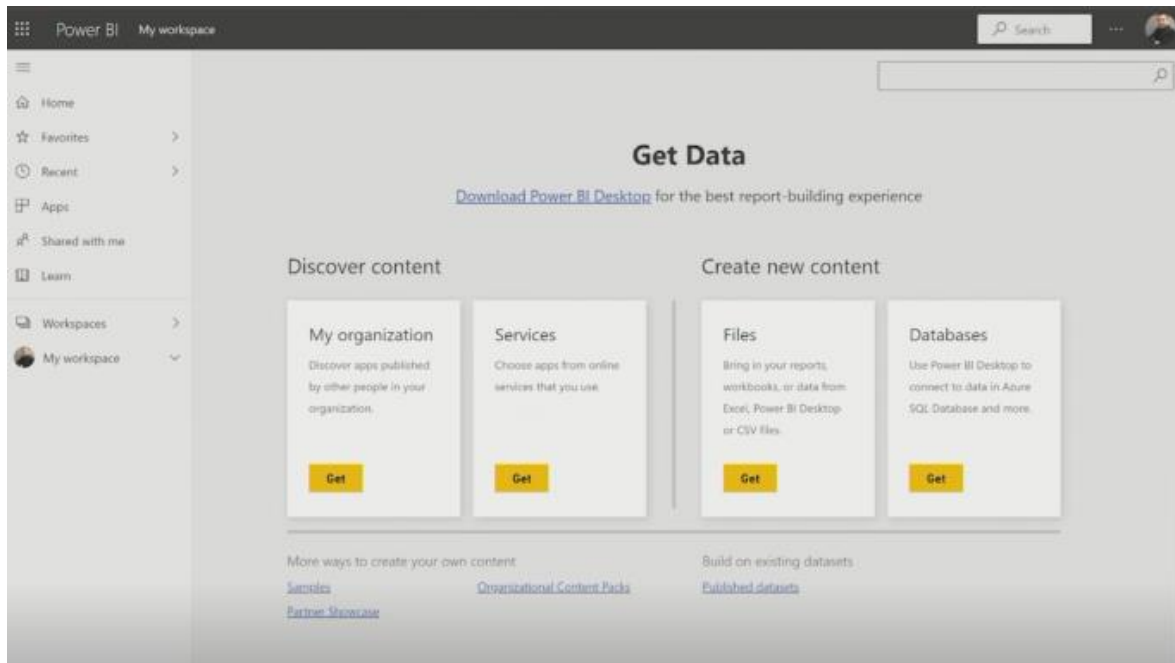 Power BI My workspace
Search
Home
Favorites
Recent
Apps
Shared with me
Learn
Workspaces
My workspace
Get Data
Download Power BI Desktop for the best report-building experience
Discover content
My organization
Discover apps published
by other people in your
organization.
Get
Services
Choose apps from online
services that you use.
Get
Create new content
Files
Bring in your reports,
workbooks, or data from
Excel, Power BI Desktop
or CSV files.
Get
Databases
Use Power BI Desktop to
connect to data in Azure
SQL Database and more.
Get
More ways to create your own content
Samples
Organizational Content Packs
Partner Showcase
Build on existing datasets
Published datasets